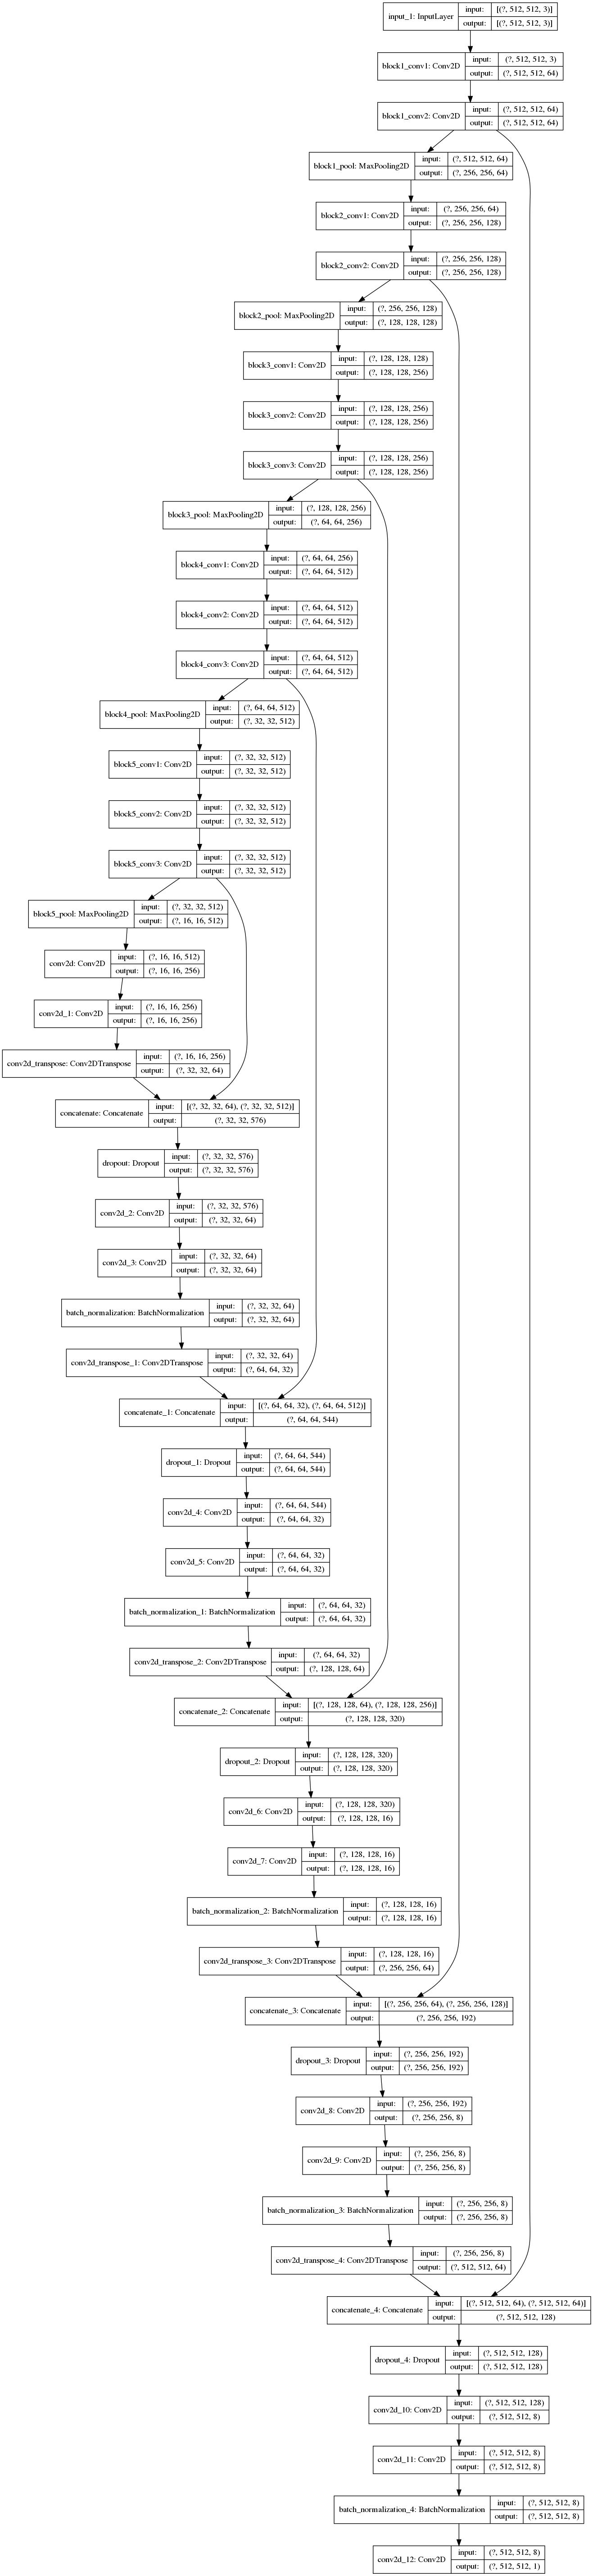 input_1: InputLayer input: [(?, 512, 512, 3)]
output: [(?, 512, 512, 3)]
block1_conv1: Conv2D input: (?, 512, 512, 3)
output: (?, 512, 512, 64)
block1_conv2: Conv2D input: (?, 512, 512, 64)
output: (?, 512, 512, 64)
block1_pool: MaxPooling2D input: (?, 512, 512, 64)
output: (?, 256, 256, 64)
block2_conv1: Conv2D input: (?, 256, 256, 64)
output: (?, 256, 256, 128)
block2_conv2: Conv2D input: (?, 256, 256, 128)
output: (?, 256, 256, 128)
block2_pool: MaxPooling2D input: (?, 256, 256, 128)
output: (?, 128, 128, 128)
block3_conv1: Conv2D input: (?, 128, 128, 128)
output: (?, 128, 128, 256)
block3_conv2: Conv2D input: (?, 128, 128, 256)
output: (?, 128, 128, 256)
block3_conv3: Conv2D input: (?, 128, 128, 256)
output: (?, 128, 128, 256)
block3_pool: MaxPooling2D input: (?, 128, 128, 256)
output: (?, 64, 64, 256)
block4_conv1: Conv2D input: (?, 64, 64, 256)
output: (?, 64, 64, 512)
block4_conv2: Conv2D input: (?, 64, 64, 512)
output: (?, 64, 64, 512)
block4_conv3: Conv2D input: (?, 64, 64, 512)
output: (?, 64, 64, 512)
block4_pool: MaxPooling2D input: (?, 64, 64, 512)
output: (?, 32, 32, 512)
block5_conv1: Conv2D input: (?, 32, 32, 512)
output: (?, 32, 32, 512)
block5_conv2: Conv2D input: (?, 32, 32, 512)
output: (?, 32, 32, 512)
block5_conv3: Conv2D input: (?, 32, 32, 512)
output: (?, 32, 32, 512)
block5_pool: MaxPooling2D input: (?, 32, 32, 512)
output: (?, 16, 16, 512)
conv2d: Conv2D input: (?, 16, 16, 512)
output: (?, 16, 16, 256)
conv2d_1: Conv2D input: (?, 16, 16, 256)
output: (?, 16, 16, 256)
conv2d_transpose: Conv2DTranspose input: (?, 16, 16, 256)
output: (?, 32, 32, 64)
concatenate: Concatenate input: [(?, 32, 32, 64), (?, 32, 32, 512)]
output: (?, 32, 32, 576)
dropout: Dropout input: (?, 32, 32, 576)
output: (?, 32, 32, 576)
conv2d_2: Conv2D input: (?, 32, 32, 576)
output: (?, 32, 32, 64)
conv2d_3: Conv2D input: (?, 32, 32, 64)
output: (?, 32, 32, 64)
batch_normalization: BatchNormalization input: (?, 32, 32, 64)
output: (?, 32, 32, 64)
conv2d_transpose_1: Conv2DTranspose input: (?, 32, 32, 64)
output: (?, 64, 64, 32)
concatenate_1: Concatenate input: [(?, 64, 64, 32), (?, 64, 64, 512)]
output: (?, 64, 64, 544)
dropout_1: Dropout input: (?, 64, 64, 544)
output: (?, 64, 64, 544)
conv2d_4: Conv2D input: (?, 64, 64, 544)
output: (?, 64, 64, 32)
conv2d_5: Conv2D input: (?, 64, 64, 32)
output: (?, 64, 64, 32)
batch_normalization_1: BatchNormalization input: (?, 64, 64, 32)
output: (?, 64, 64, 32)
conv2d_transpose_2: Conv2DTranspose input: (?, 64, 64, 32)
output: (?, 128, 128, 64)
concatenate_2: Concatenate input: [(?, 128, 128, 64), (?, 128, 128, 256)]
output: (?, 128, 128, 320)
dropout_2: Dropout input: (?, 128, 128, 320)
output: (?, 128, 128, 320)
conv2d_6: Conv2D input: (?, 128, 128, 320)
output: (?, 128, 128, 16)
conv2d_7: Conv2D input: (?, 128, 128, 16)
output: (?, 128, 128, 16)
batch_normalization_2: BatchNormalization input: (?, 128, 128, 16)
output: (?, 128, 128, 16)
conv2d_transpose_3: Conv2DTranspose input: (?, 128, 128, 16)
output: (?, 256, 256, 64)
concatenate_3: Concatenate input: [(?, 256, 256, 64), (?, 256, 256, 128)]
output: (?, 256, 256, 192)
dropout_3: Dropout input: (?, 256, 256, 192)
output: (?, 256, 256, 192)
conv2d_8: Conv2D input: (?, 256, 256, 192)
output: (?, 256, 256, 8)
conv2d_9: Conv2D input: (?, 256, 256, 8)
output: (?, 256, 256, 8)
batch_normalization_3: BatchNormalization input: (?, 256, 256, 8)
output: (?, 256, 256, 8)
conv2d_transpose_4: Conv2DTranspose input: (?, 256, 256, 8)
output: (?, 512, 512, 64)
concatenate_4: Concatenate input: [(?, 512, 512, 64), (?, 512, 512, 64)]
output: (?, 512, 512, 128)
dropout_4: Dropout input: (?, 512, 512, 128)
output: (?, 512, 512, 128)
conv2d_10: Conv2D input: (?, 512, 512, 128)
output: (?, 512, 512, 8)
conv2d_11: Conv2D input: (?, 512, 512, 8)
output: (?, 512, 512, 8)
batch_normalization_4: BatchNormalization input: (?, 512, 512, 8)
output: (?, 512, 512, 8)
conv2d_12: Conv2D input: (?, 512, 512, 8)
output: (?, 512, 512, 1)